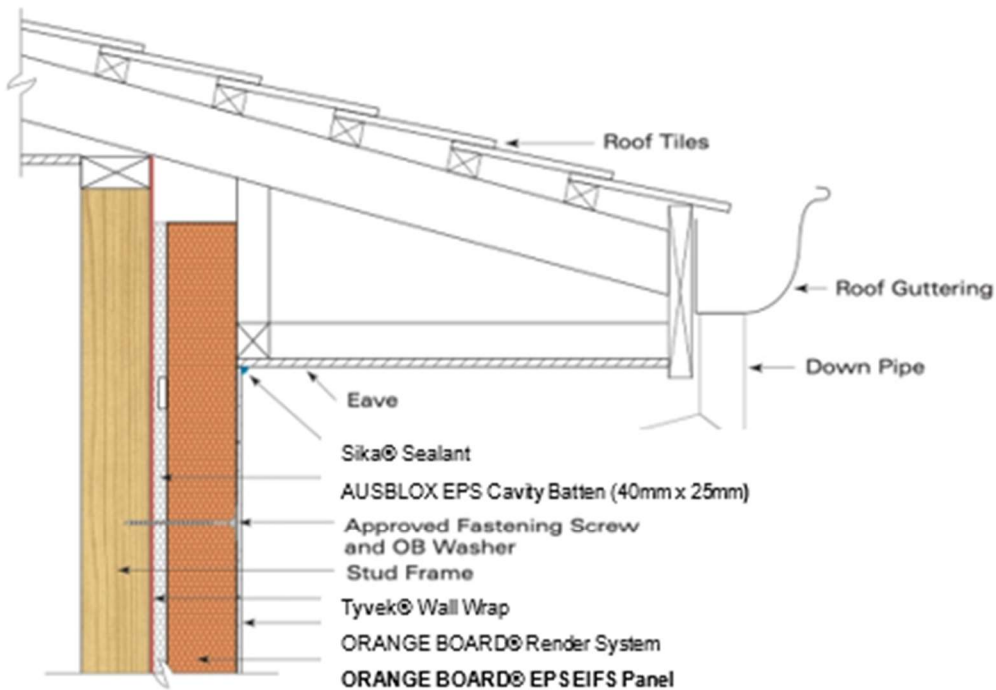 Roof Tiles
Roof Guttering
Down Pipe
Eave
Sika® Sealant
AUSBLOX EPS Cavity Batten (40mm x 25mm)
Approved Fastening Screw
and OB Washer
Stud Frame
Tyvek® Wall Wrap
ORANGE BOARD® Render System
ORANGE BOARD® EPS EIFS Panel